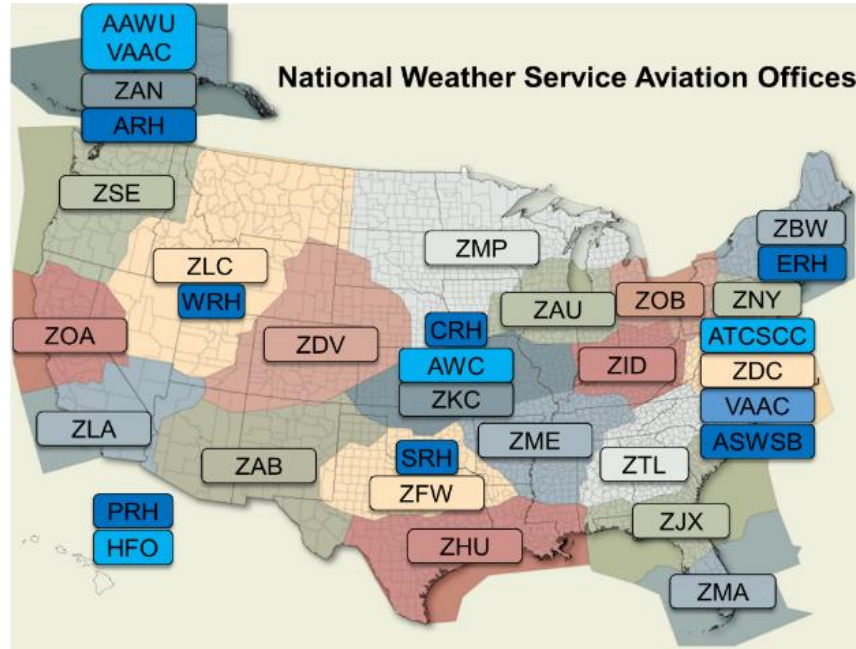 AAWU
VAAC
ZAN
ARH
National Weather Service Aviation Offices
ZSE
ZMP
ZBW
ERH
ZLC
WRH
ZAU
ZOB
ZNY
ZOA
ZDV
CRH
AWC
ZKC
ZID
ATCSCC
ZDC
VAAC
ASWSB
ZLA
ZAB
SRH
ZFW
ZME
ZTL
PRH
HFO
ZHU
ZJX
ZMA